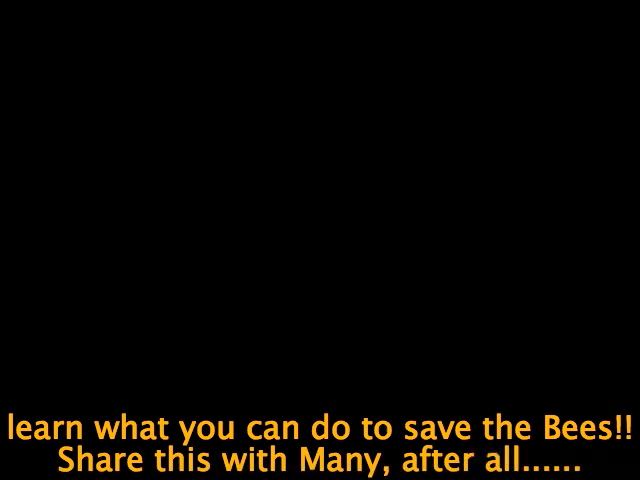 learn what you can do to save the Bees!!
Share this with Many, after all......